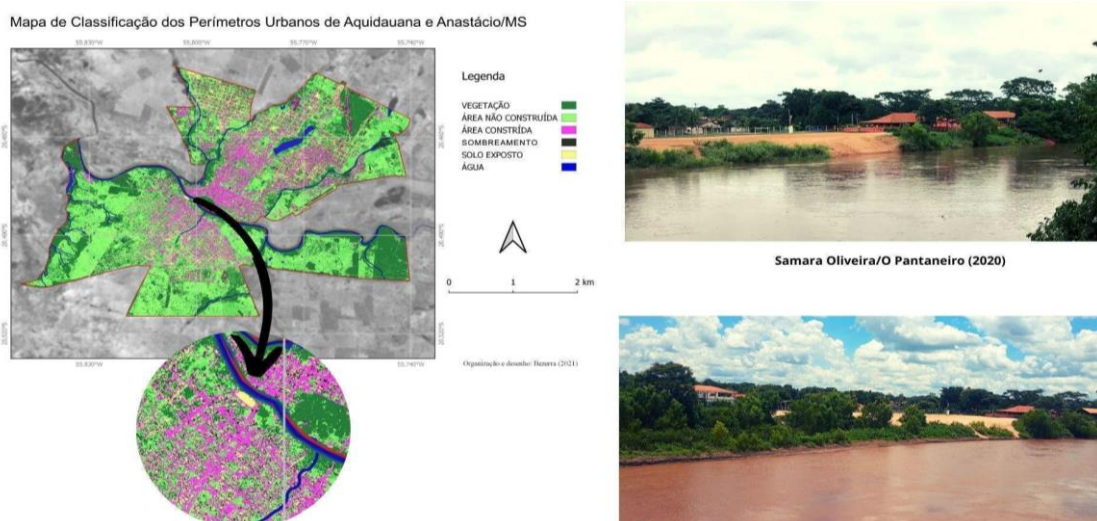 Mapa de Classificação dos Perímetros Urbanos de Aquidauana e Anastácio/MS
55.830°W
55.800°W
55.770°W
55.740°W
Legenda
VEGETAÇÃO
ÁREA NÃO CONSTRUÍDA
ÁREA CONSTRÍDA
SOMBREAMENTO
SOLO EXPOSTO
ÁGUA
0 1 2 km
55.830°W
55.740°W
Organização e desenho: Bezerra (2021)
Samara Oliveira/O Pantaneiro (2020)